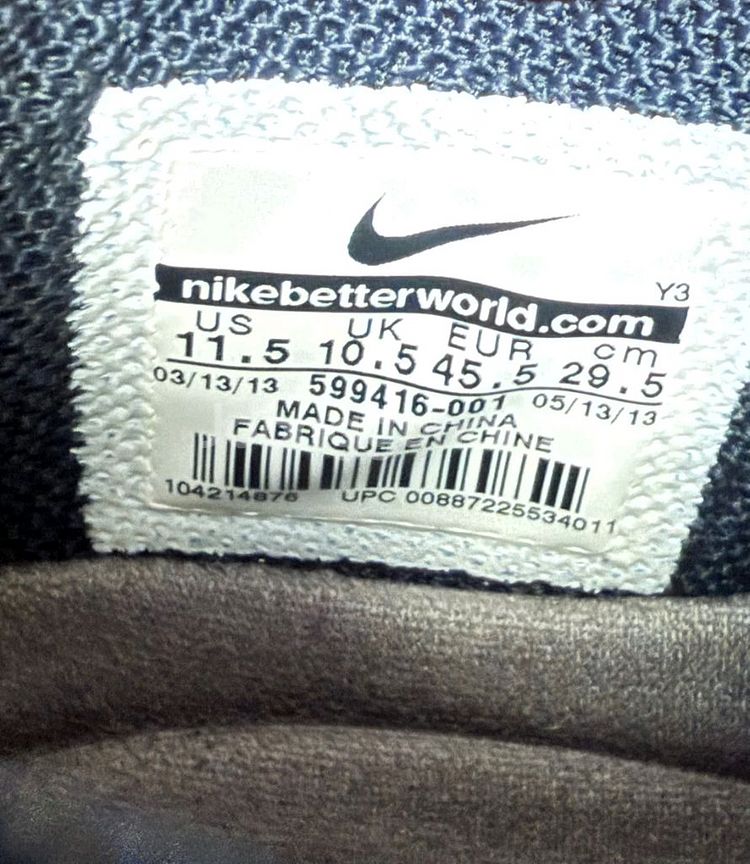 Y3
nikebetterworld.com
US UK EUR cm
11.5 10.5 45.5 29.5
03/13/13 599416-001 05/13/13
MADE IN CHINA
FABRIQUE EN CHINE
104214876 UPC 00887225534011